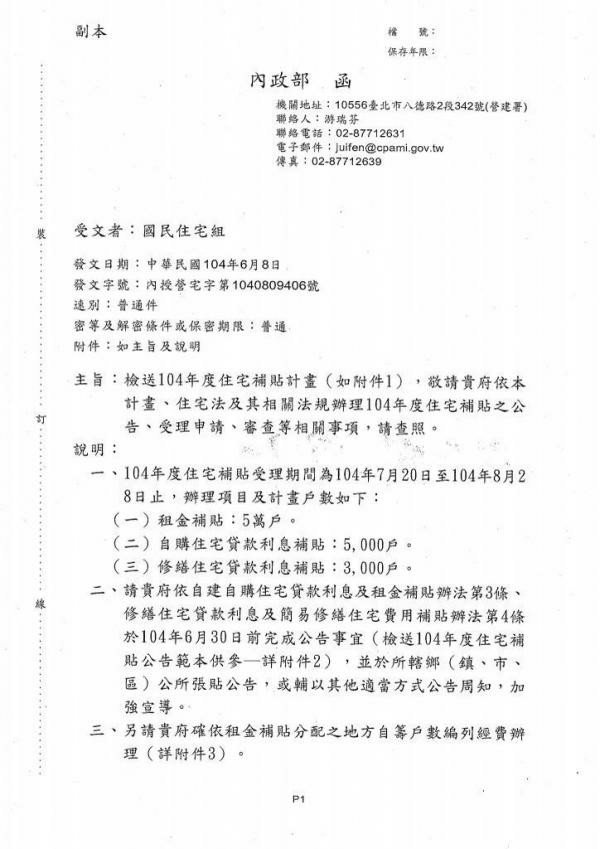 副本
檔　　號：
保存年限：
內政部　函
機關地址：10556臺北市八德路2段342號(營建署)
聯絡人：游瑞芬
聯絡電話：02-87712631
電子郵件：juifen@cpami.gov.tw
傳真：02-87712639
受文者：國民住宅組
發文日期：中華民國104年6月8日
發文字號：內授營宅字第1040809406號
速別：普通件
密等及解密條件或保密期限：普通
附件：如主旨及說明
主旨：檢送104年度住宅補貼計畫（如附件1），敬請貴府依本
計畫、住宅法及其相關法規辦理104年度住宅補貼之公
告、受理申請、審查等相關事項，請查照。
說明：
一、104年度住宅補貼受理期間為104年7月20日至104年8月2
8日止，辦理項目及計畫戶數如下：
（一）租金補貼：5萬戶。
（二）自購住宅貸款利息補貼：5,000戶。
（三）修繕住宅貸款利息補貼：3,000戶。
二、請貴府依自建自購住宅貸款利息及租金補貼辦法第3條、
修繕住宅貸款利息及簡易修繕住宅費用補貼辦法第4條
於104年6月30日前完成公告事宜（檢送104年度住宅補
貼公告範本供參—詳附件2），並於所轄鄉（鎮、市、
區）公所張貼公告，或輔以其他適當方式公告周知，加
強宣導。
三、另請貴府確依租金補貼分配之地方自籌戶數編列經費辦
理（詳附件3）。
裝
訂
線
P1